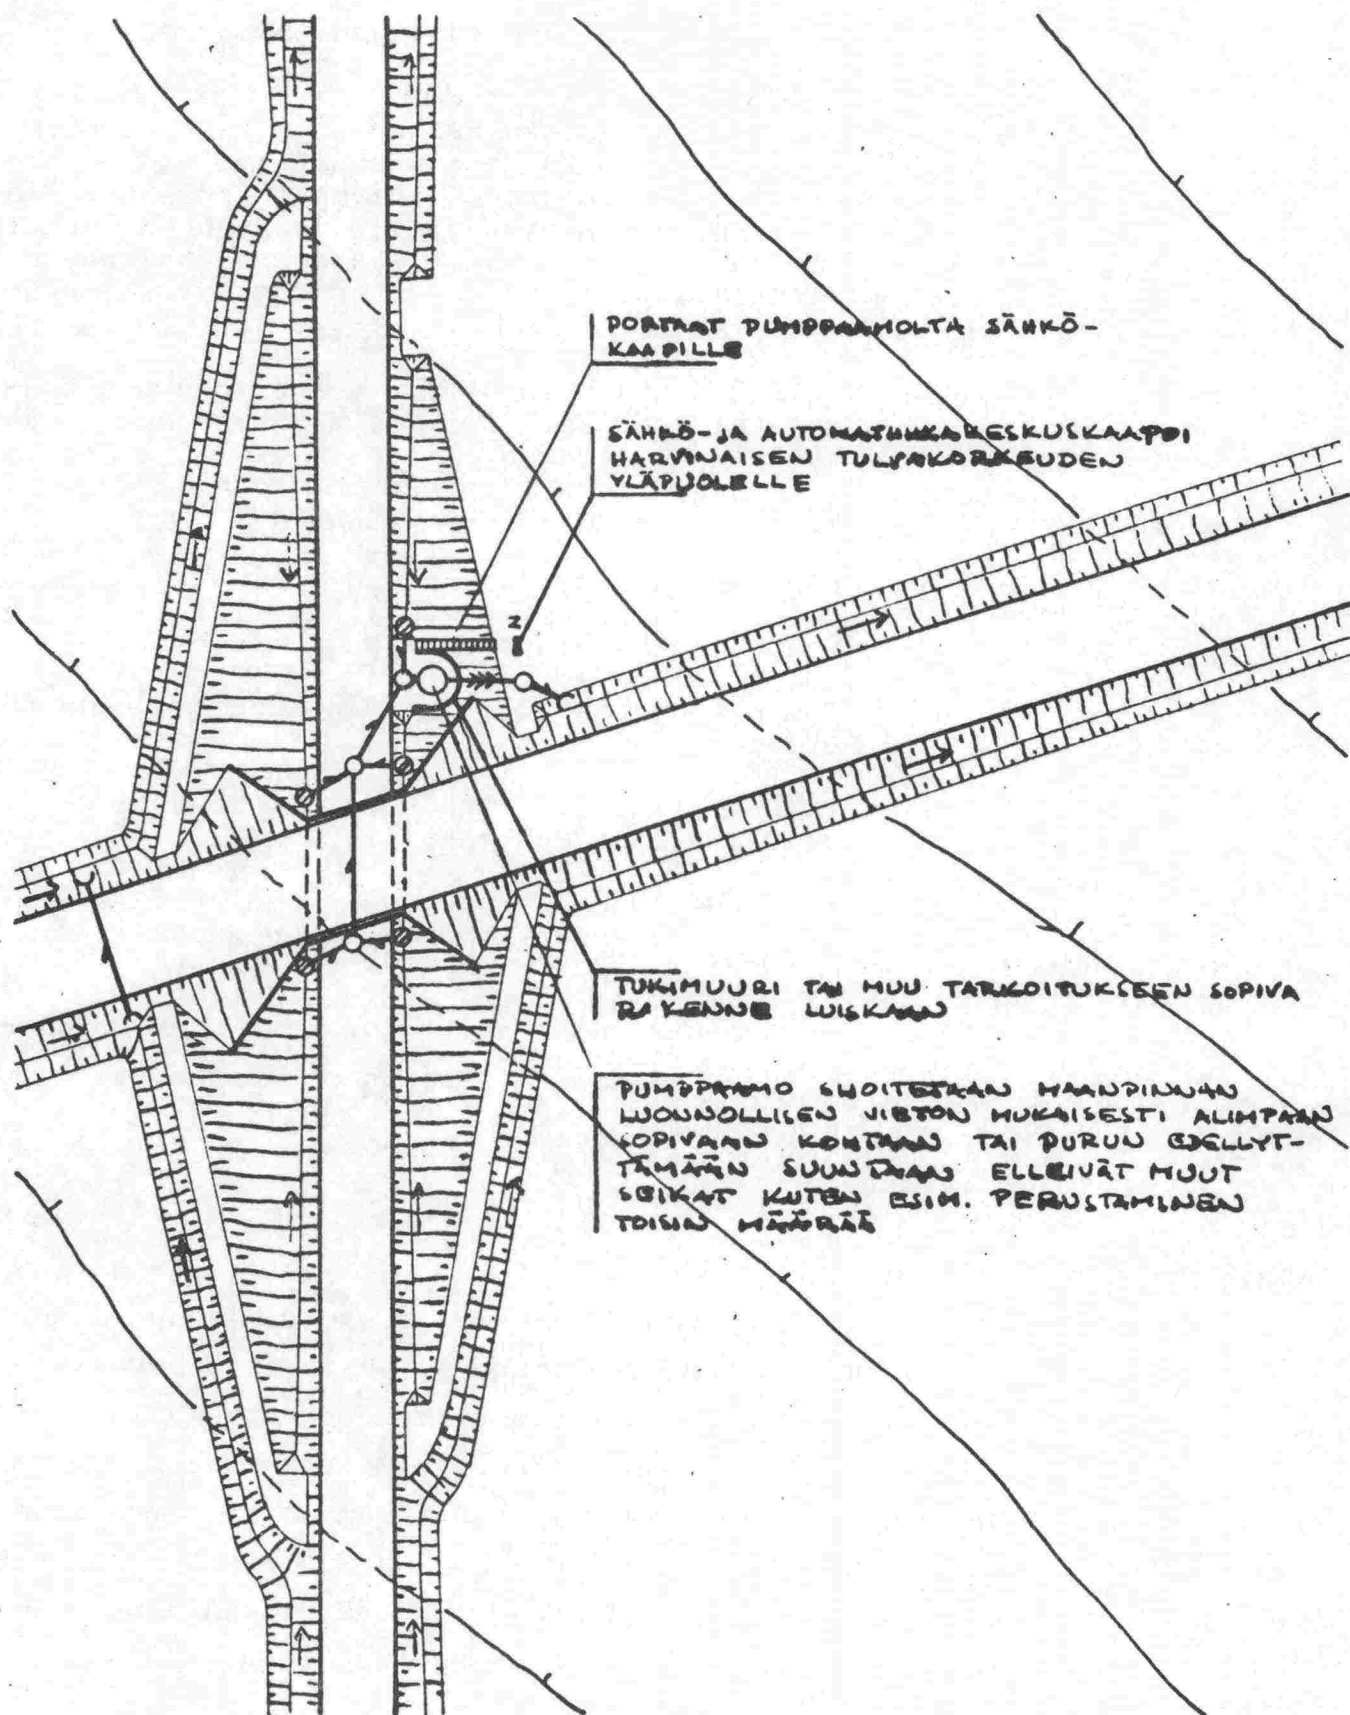 PORTAAT PUMPPAAMOLTA SÄHKÖ-
KAAPILLE
SÄHKÖ-JA AUTOMATIIKKAKESKUSKAAPPI
HARVINAISEN TULVAKORKEUDEN
YLÄPUOLELLE
N
TUKIMUURI TAI MUU TARKOITUKSEEN SOPIVA
RAKENNE LUISKAAN
PUMPPAAMO SIJOITETAAN MAANPINNAN
LUONNOLLISEN VIETON MUKAISESTI ALIMPAAN
SOPIVAAN KOHTAAN TAI PURUN EDELLYT-
TÄMÄÄN SUUNTAAN ELLEIVÄT MUUT
SEIKAT KUTEN ESIM. PERUSTAMINEN
TOISIN MÄÄRÄÄ